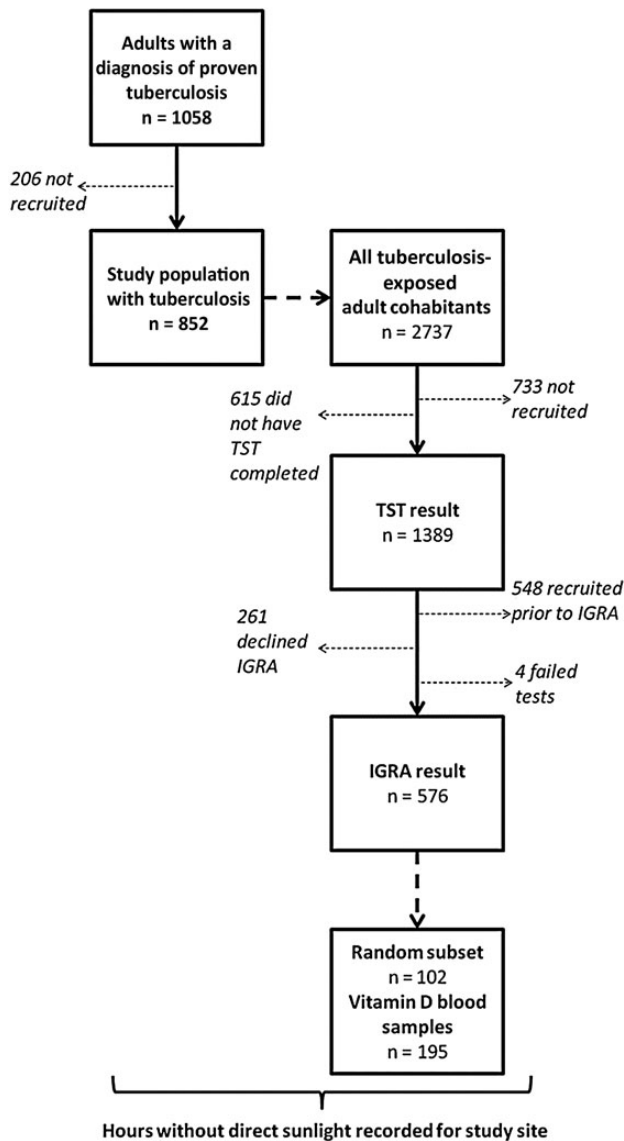 Adults with a
diagnosis of proven
tuberculosis
n = 1058
206 not
recruited
Study population
with tuberculosis
n = 852
All tuberculosis-
exposed
adult cohabitants
n = 2737
615 did
not have
TST
completed
733 not
recruited
TST result
n = 1389
548 recruited
prior to IGRA
261
declined
IGRA
4 failed
tests
IGRA result
n = 576
Random subset
n = 102
Vitamin D blood
samples
n = 195
Hours without direct sunlight recorded for study site